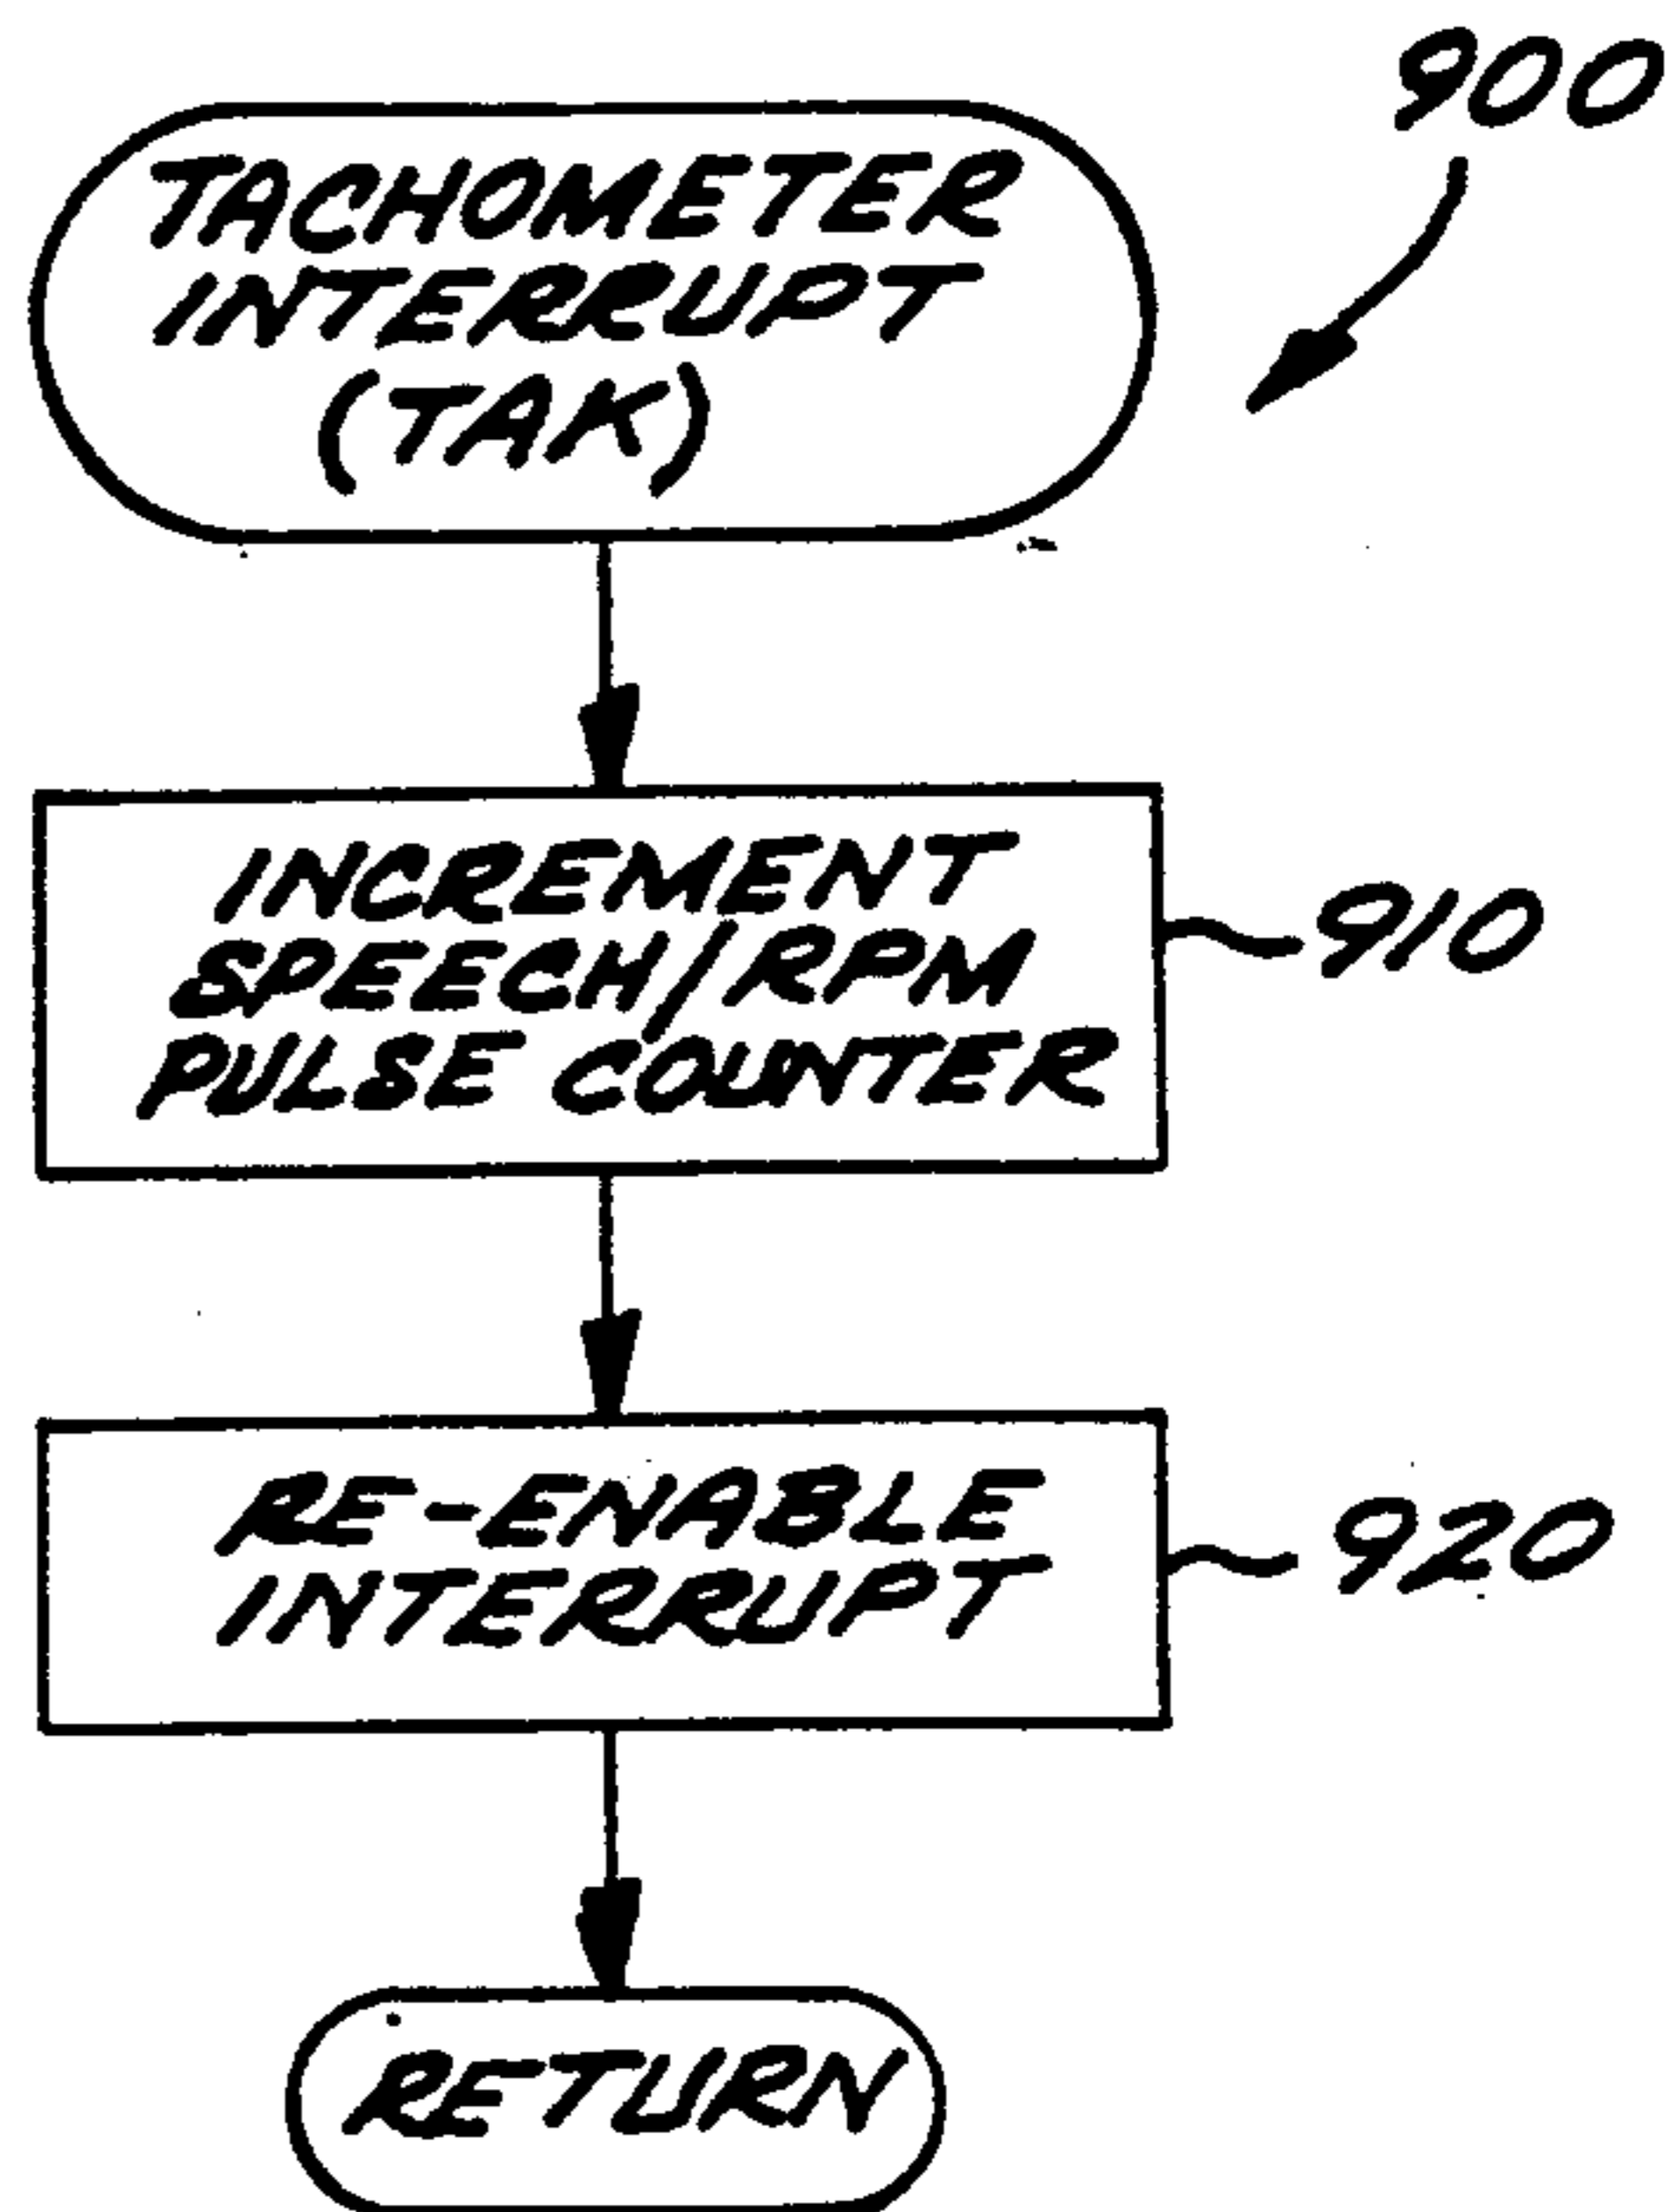 900
TACHOMETER
INTERRUPT
(TAK)
INCREMENT
SPEECH/RPM
PULSE COUNTER
910
RE-ENABLE
INTERRUPT
920
RETURN